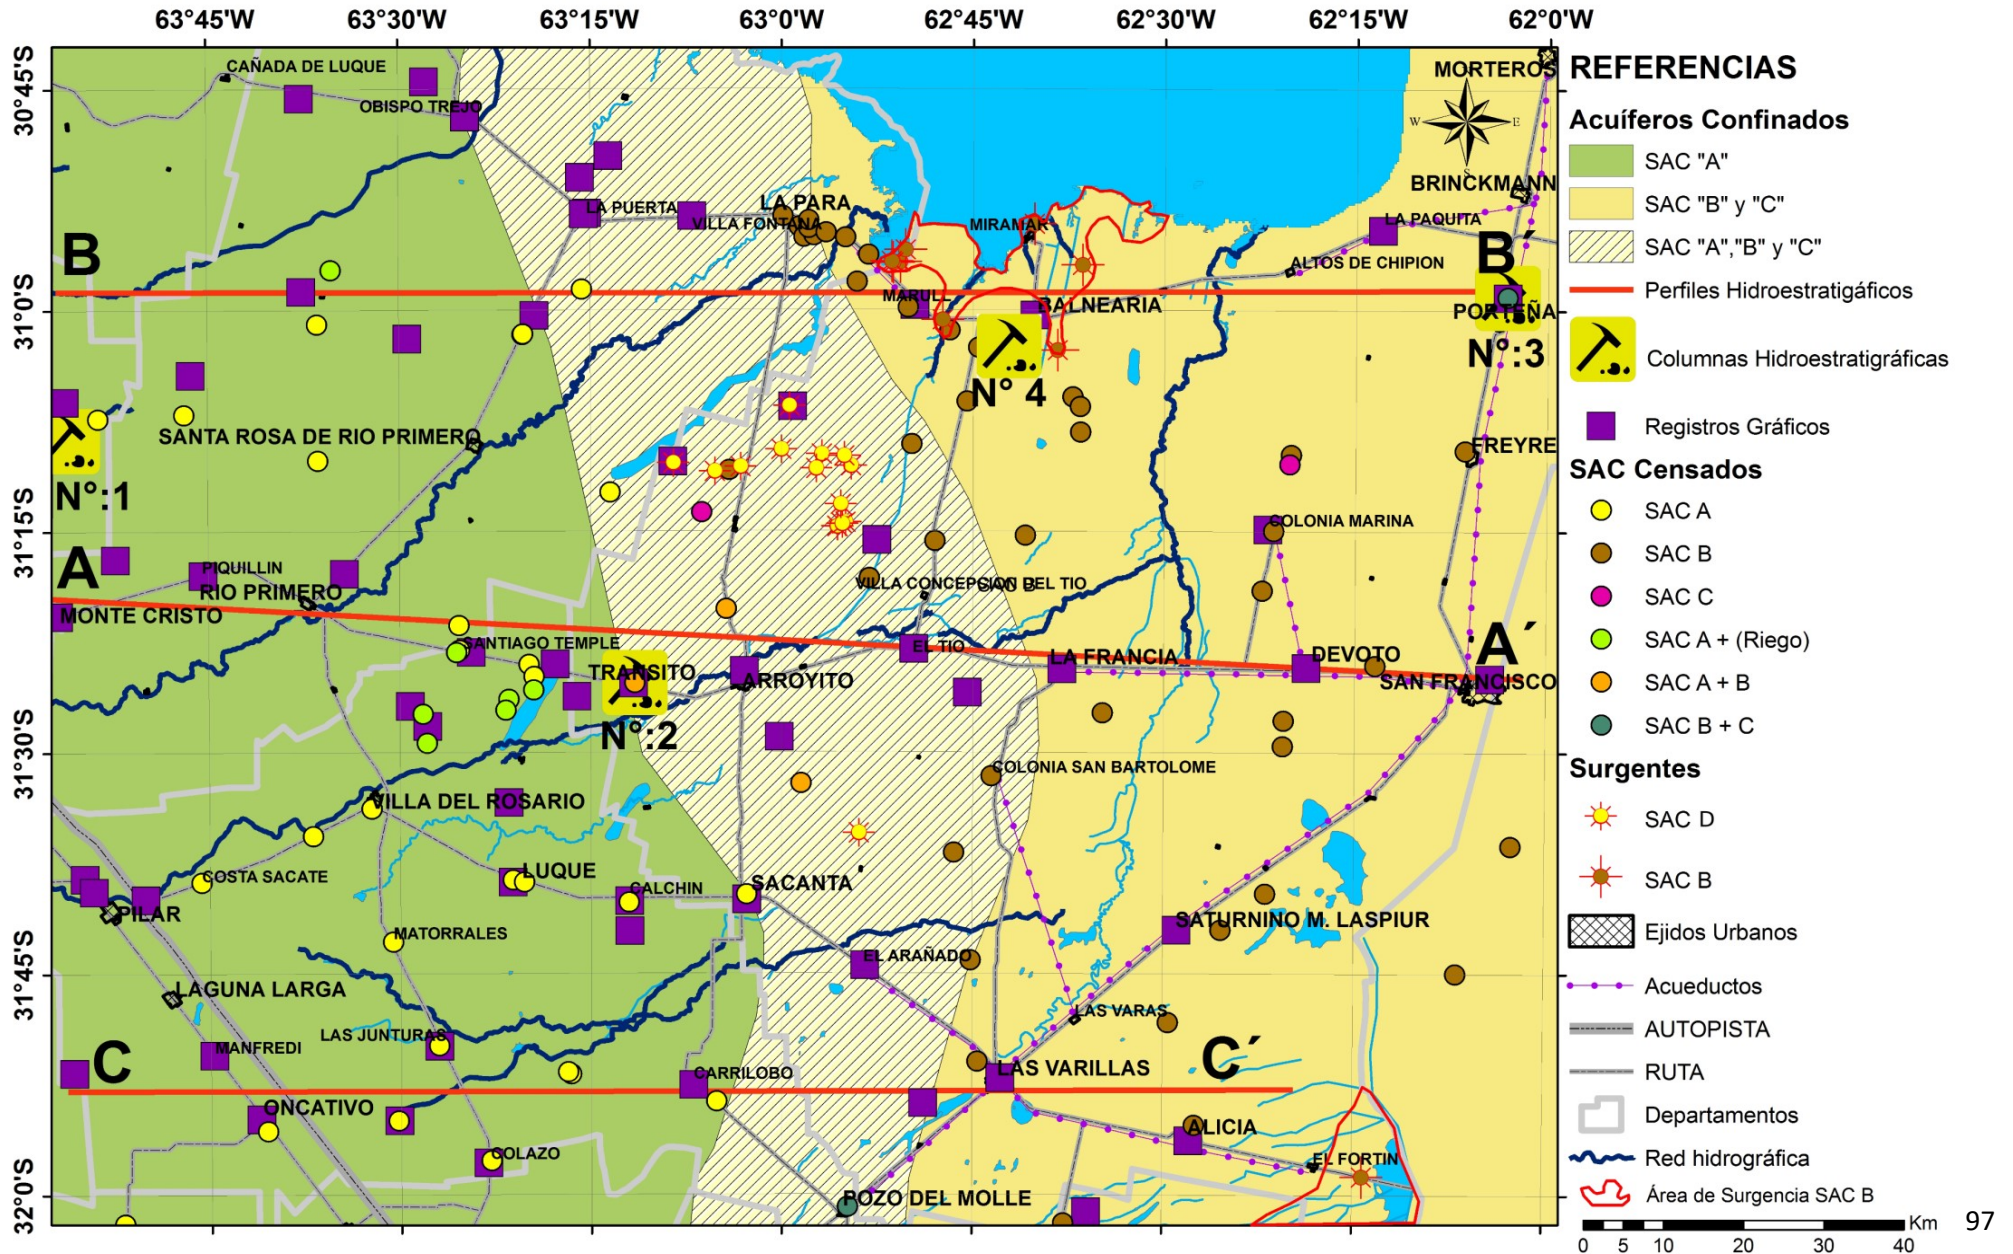 63°45'W 63°30'W 63°15'W 63°0'W 62°45'W 62°30'W 62°15'W 62°0'W
30°45'S
31°0'S
31°15'S
31°30'S
31°45'S
32°0'S
CAÑADA DE LUQUE
OBISPO TREJO
MORTEROS
BRINCKMANN
LA PARA
LA PUERTA
VILLA FONTANA
MIRAMAR
LA PAQUITA
B
B´
ALTOS DE CHIPION
MARULL
BALNEARIA
PORTEÑA
N°:3
N° 4
SANTA ROSA DE RIO PRIMERO
FREYRE
N°:1
COLONIA MARINA
A
PIQUILLIN
RIO PRIMERO
VILLA CONCEPCION DEL TIO
SAC B
MONTE CRISTO
SANTIAGO TEMPLE
EL TIO
A´
LA FRANCIA
DEVOTO
TRANSITO
ARROYITO
SAN FRANCISCO
N°:2
COLONIA SAN BARTOLOME
VILLA DEL ROSARIO
LUQUE
COSTA SACATE
CALCHIN
SACANTA
PILAR
SATURNINO M. LASPIUR
MATORRALES
EL ARAÑADO
LAGUNA LARGA
LAS VARAS
LAS JUNTURAS
MANFREDI
C
C´
CARRILOBO
LAS VARILLAS
ONCATIVO
ALICIA
COLAZO
EL FORTIN
POZO DEL MOLLE
W E
S
REFERENCIAS
Acuíferos Confinados
SAC "A"
SAC "B" y "C"
SAC "A","B" y "C"
Perfiles Hidroestratigáficos
Columnas Hidroestratigráficas
Registros Gráficos
SAC Censados
SAC A
SAC B
SAC C
SAC A + (Riego)
SAC A + B
SAC B + C
Surgentes
SAC D
SAC B
Ejidos Urbanos
Acueductos
AUTOPISTA
RUTA
Departamentos
Red hidrográfica
Área de Surgencia SAC B
Km
0 5 10 20 30 40
97